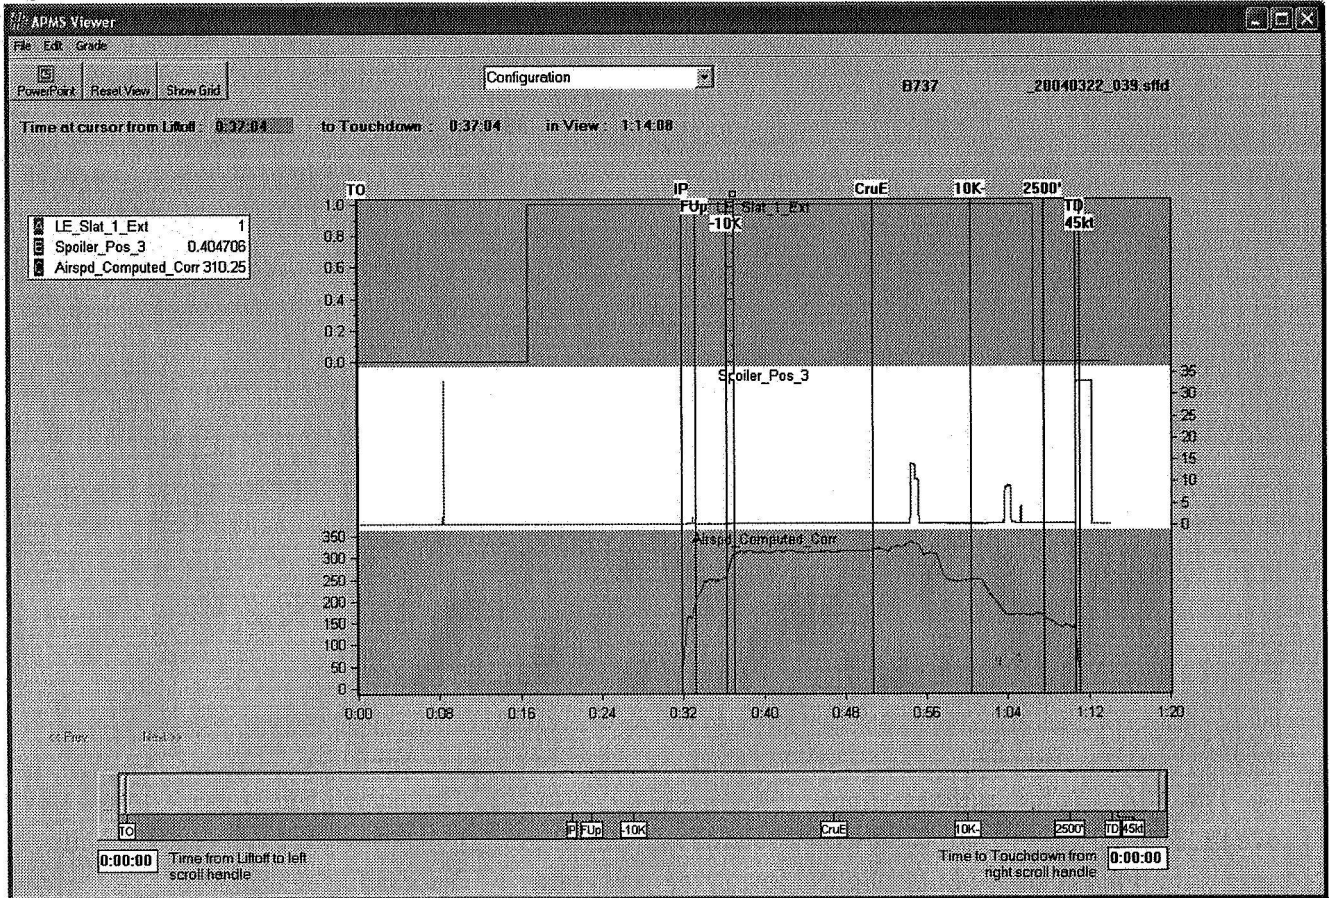 APMS Viewer
File Edit Grade
PowerPoint Reset View Show Grid
Configuration
B737 _20040322_039.sffd
Time at cursor from Liftoff : 0:37:04 to Touchdown : 0:37:04 in View : 1:14:08
TO IP CruE 10K- 2500'
FUp LE_Slat_1_Ext TD
-10K 45kt
A LE_Slat_1_Ext 1
B Spoiler_Pos_3 0.404706
C Airspd_Computed_Corr 310.25
1.0
0.8
0.6
0.4
0.2
0.0
Spoiler_Pos_3
35
30
25
20
15
10
5
0
Airspd_Computed_Corr
350
300
250
200
150
100
50
0
0:00 0:08 0:16 0:24 0:32 0:40 0:48 0:56 1:04 1:12 1:20
<< Prev Next >>
TO IP FUp -10K CruE 10K- 2500' TD 45kt
0:00:00 Time from Liftoff to left
scroll handle
Time to Touchdown from
right scroll handle 0:00:00